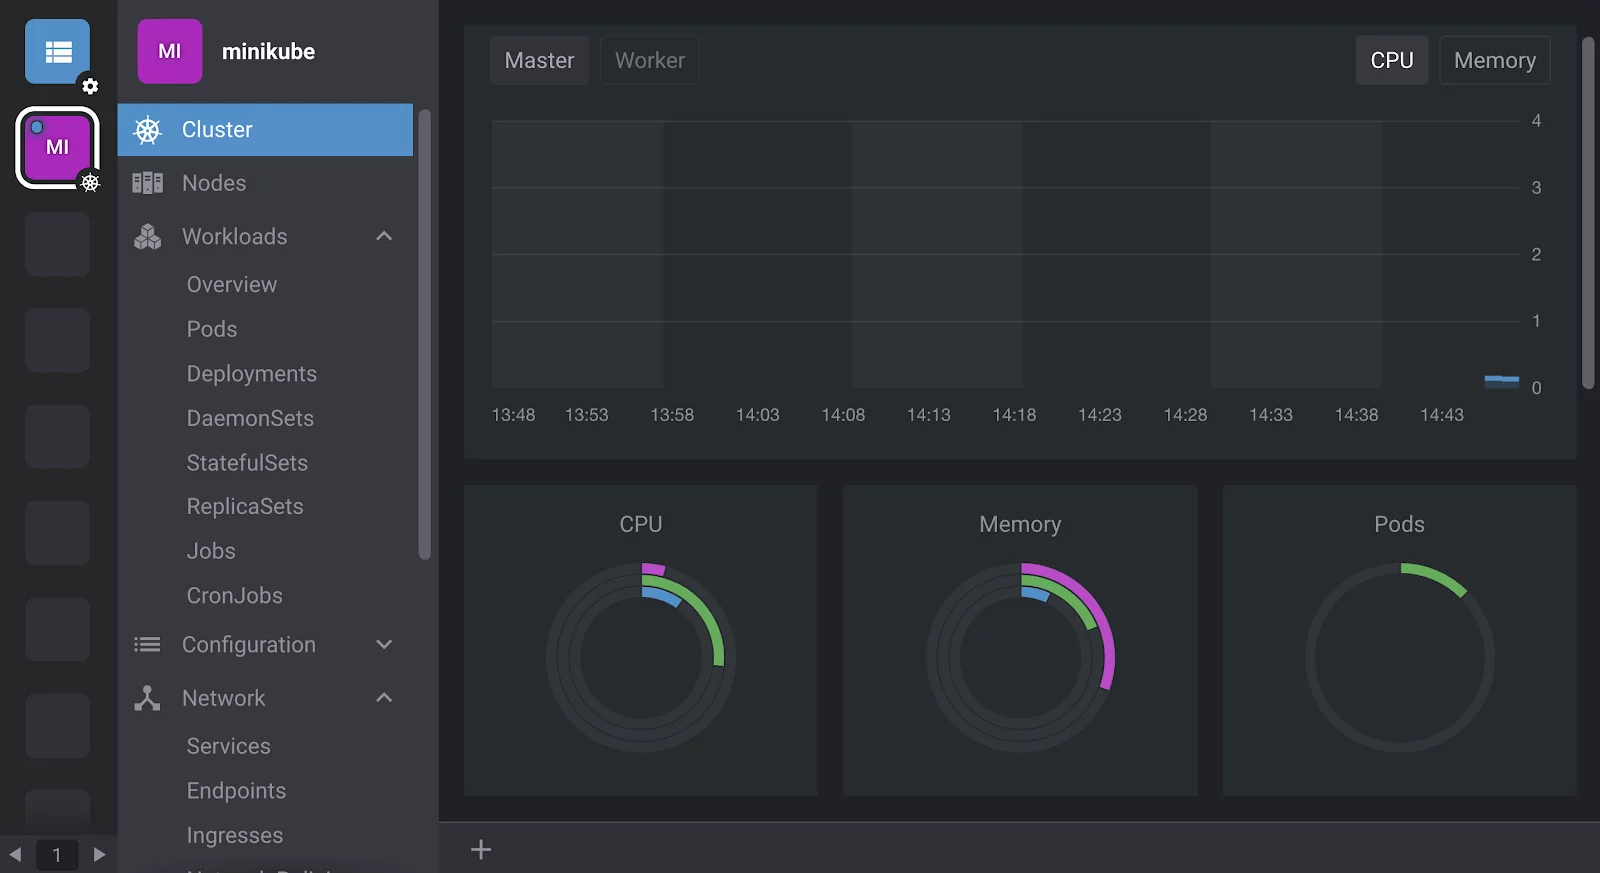 MI
minikube
MI
Cluster
Nodes
Workloads
Overview
Pods
Deployments
DaemonSets
StatefulSets
ReplicaSets
Jobs
CronJobs
Configuration
Network
Services
Endpoints
Ingresses
1
Master Worker CPU Memory
4
3
2
1
0
13:48 13:53 13:58 14:03 14:08 14:13 14:18 14:23 14:28 14:33 14:38 14:43
CPU
Memory
Pods
+